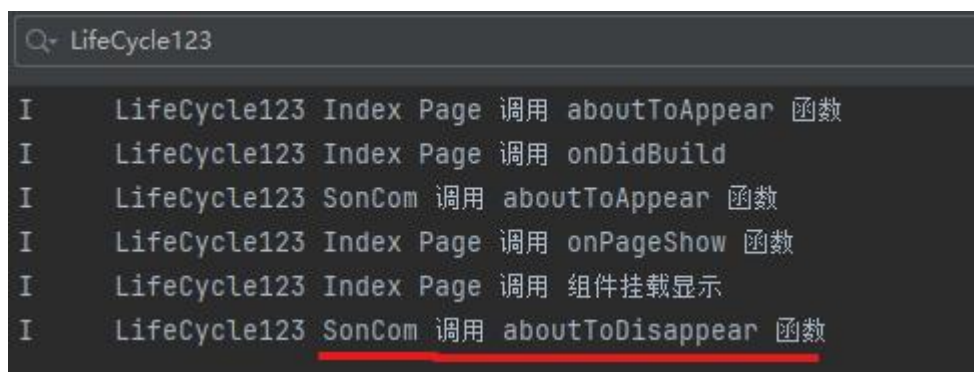 LifeCycle123
I LifeCycle123 Index Page 调用 aboutToAppear 函数
I LifeCycle123 Index Page 调用 onDidBuild
I LifeCycle123 SonCom 调用 aboutToAppear 函数
I LifeCycle123 Index Page 调用 onPageShow 函数
I LifeCycle123 Index Page 调用 组件挂载显示
I LifeCycle123 SonCom 调用 aboutToDisappear 函数